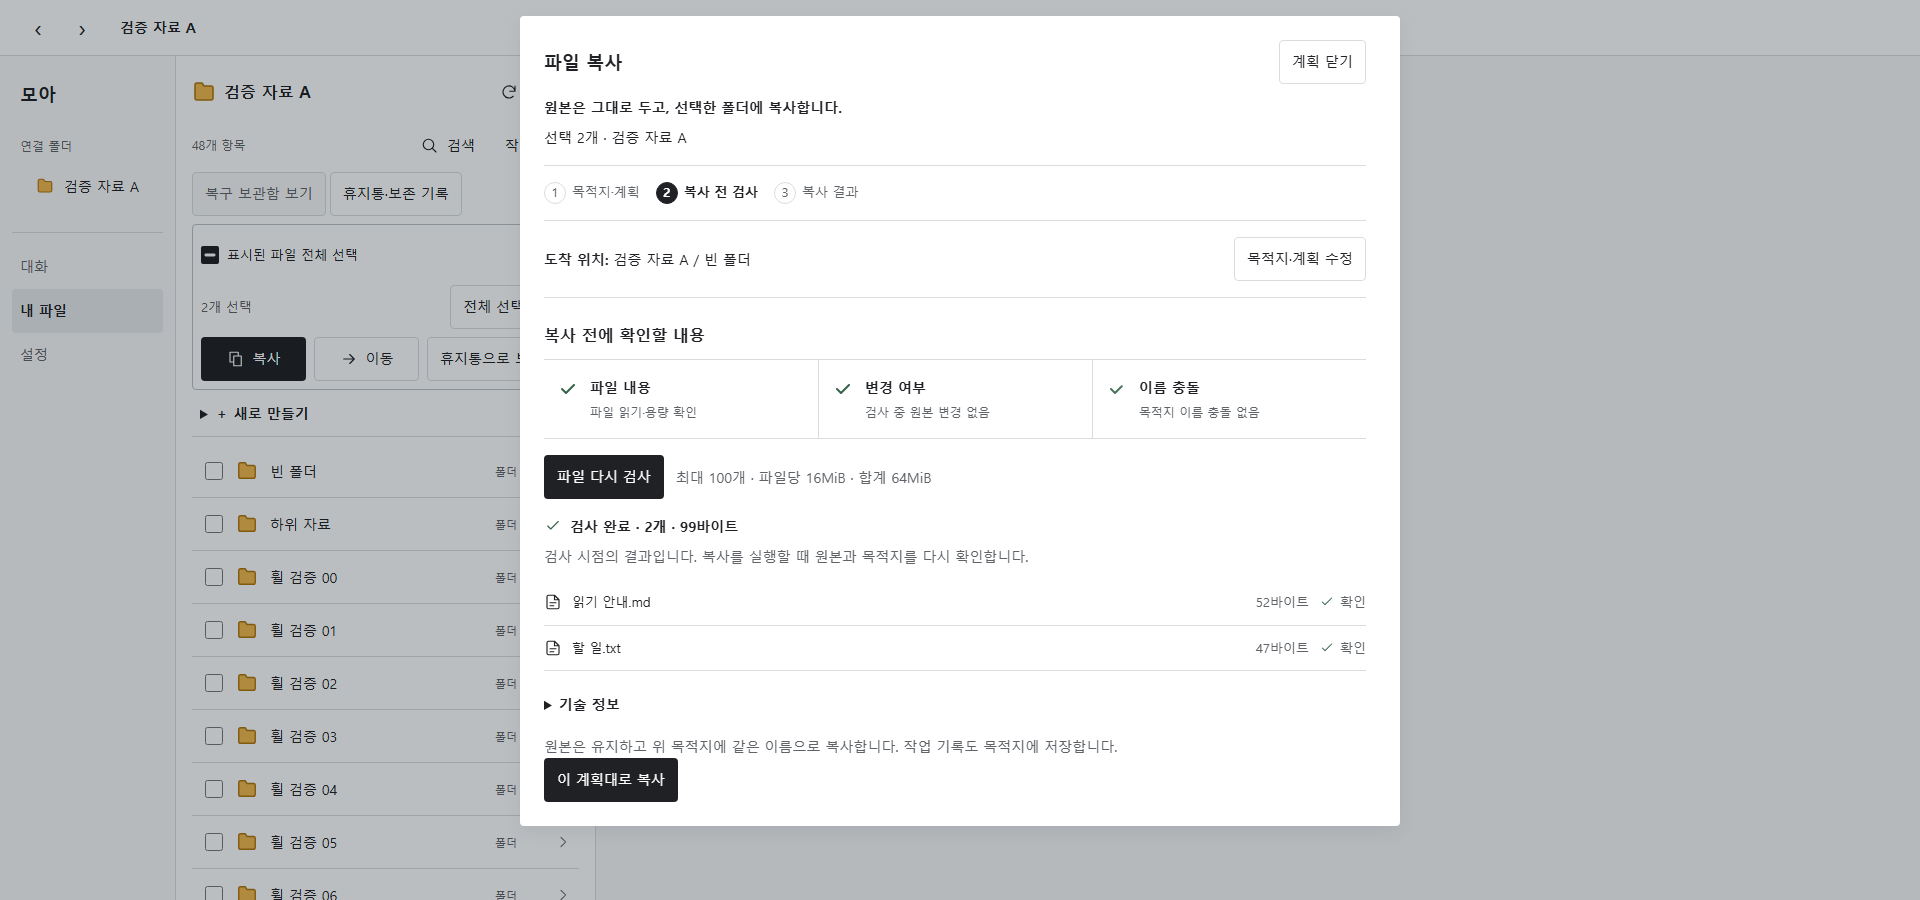 검증 자료 A
모아
연결 폴더
검증 자료 A
대화
내 파일
설정
검증 자료 A
48개 항목
검색
작
복구 보관함 보기
휴지통·보존 기록
표시된 파일 전체 선택
2개 선택
전체 선택
복사
이동
휴지통으로
+ 새로 만들기
빈 폴더 폴더
하위 자료 폴더
휠 검증 00 폴더
휠 검증 01 폴더
휠 검증 02 폴더
휠 검증 03 폴더
휠 검증 04 폴더
휠 검증 05 폴더
휠 검증 06 폴더
파일 복사
계획 닫기
원본은 그대로 두고, 선택한 폴더에 복사합니다.
선택 2개 · 검증 자료 A
1 목적지·계획 2 복사 전 검사 3 복사 결과
도착 위치: 검증 자료 A / 빈 폴더
목적지·계획 수정
복사 전에 확인할 내용
파일 내용
파일 읽기·용량 확인
변경 여부
검사 중 원본 변경 없음
이름 충돌
목적지 이름 충돌 없음
파일 다시 검사
최대 100개 · 파일당 16MiB · 합계 64MiB
검사 완료 · 2개 · 99바이트
검사 시점의 결과입니다. 복사를 실행할 때 원본과 목적지를 다시 확인합니다.
읽기 안내.md 52바이트 확인
할 일.txt 47바이트 확인
기술 정보
원본은 유지하고 위 목적지에 같은 이름으로 복사합니다. 작업 기록도 목적지에 저장합니다.
이 계획대로 복사